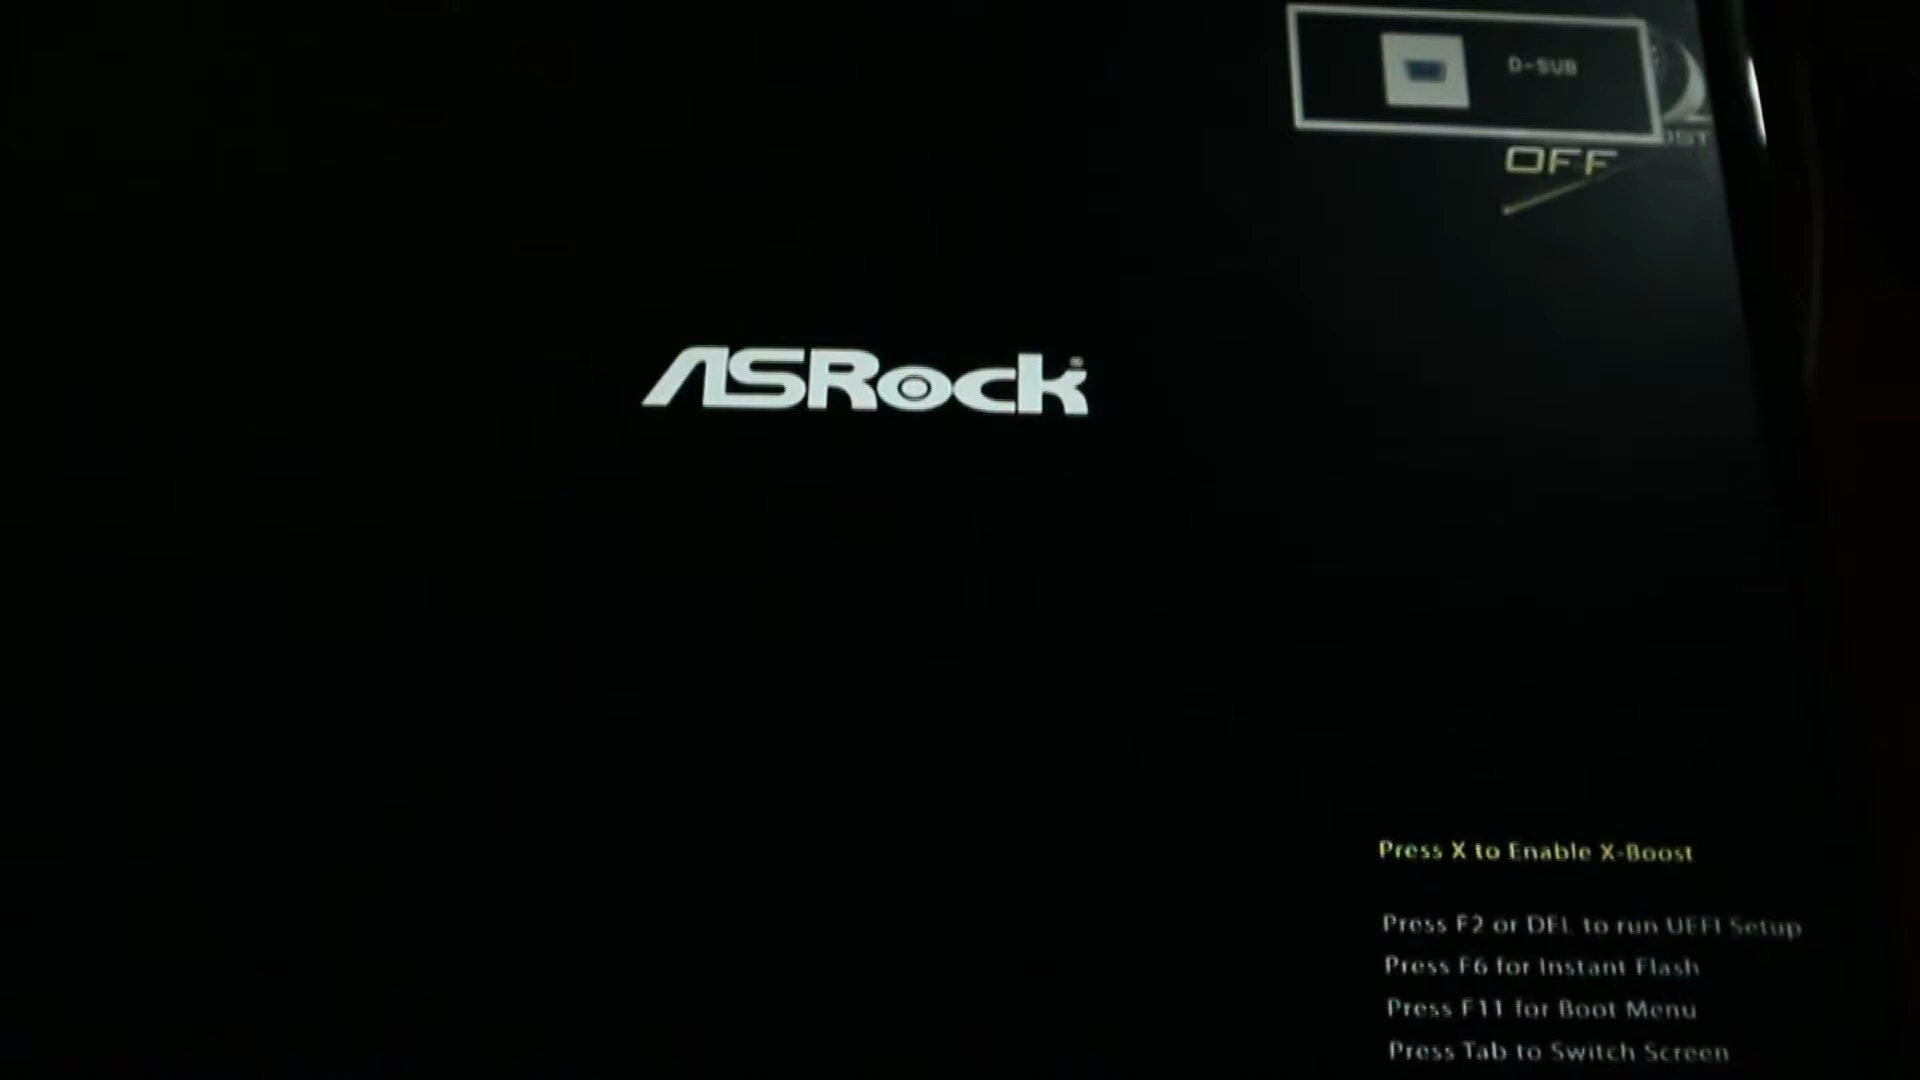 D-SUB
OFF
ASRock
Press X to Enable X-Boost
Press F2 or DEL to run UEFI Setup
Press F6 for Instant Flash
Press F11 for Boot Menu
Press Tab to Switch Screen